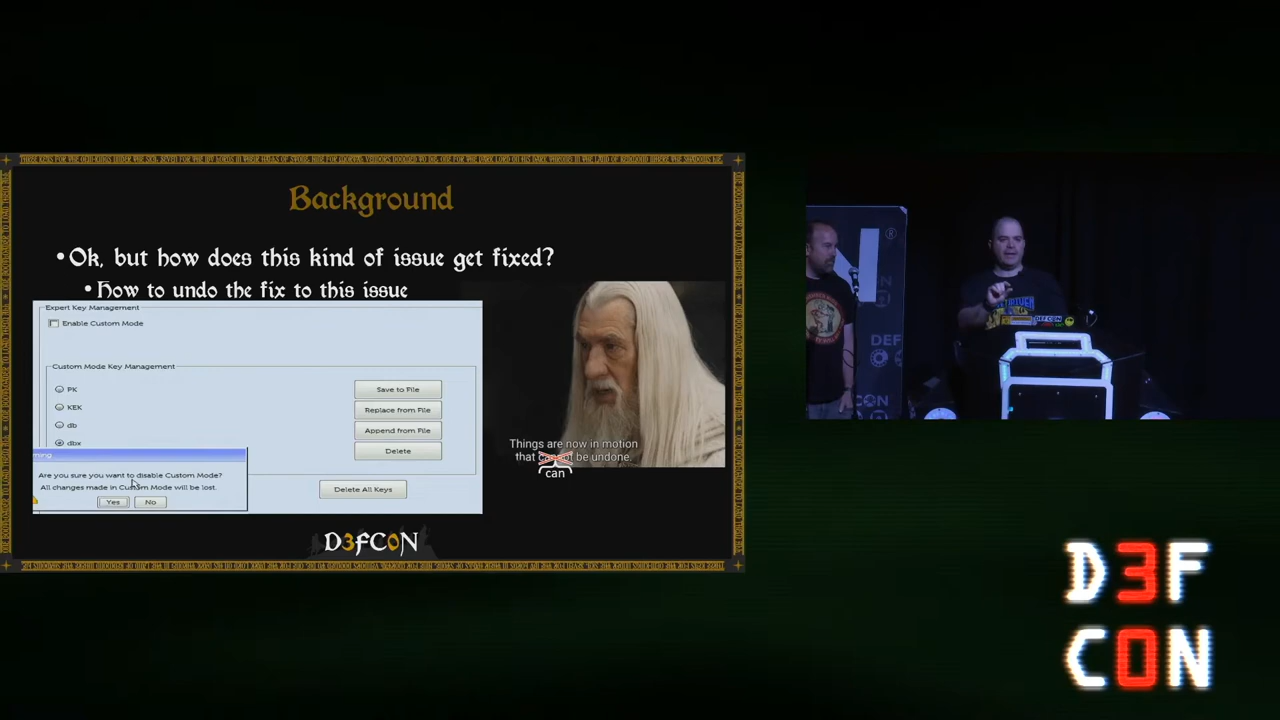 Background
• Ok, but how does this kind of issue get fixed?
• How to undo the fix to this issue
Expert Key Management
Enable Custom Mode
Custom Mode Key Management
PK
KEK
db
dbx
Save to File
Replace from File
Append from File
Delete
Delete All Keys
Are you sure you want to disable Custom Mode?
All changes made in Custom Mode will be lost.
Yes
No
Things are now in motion
that cannot be undone.
can
D3FC0N
DEF
CON
DEFCON
D3F
C0N